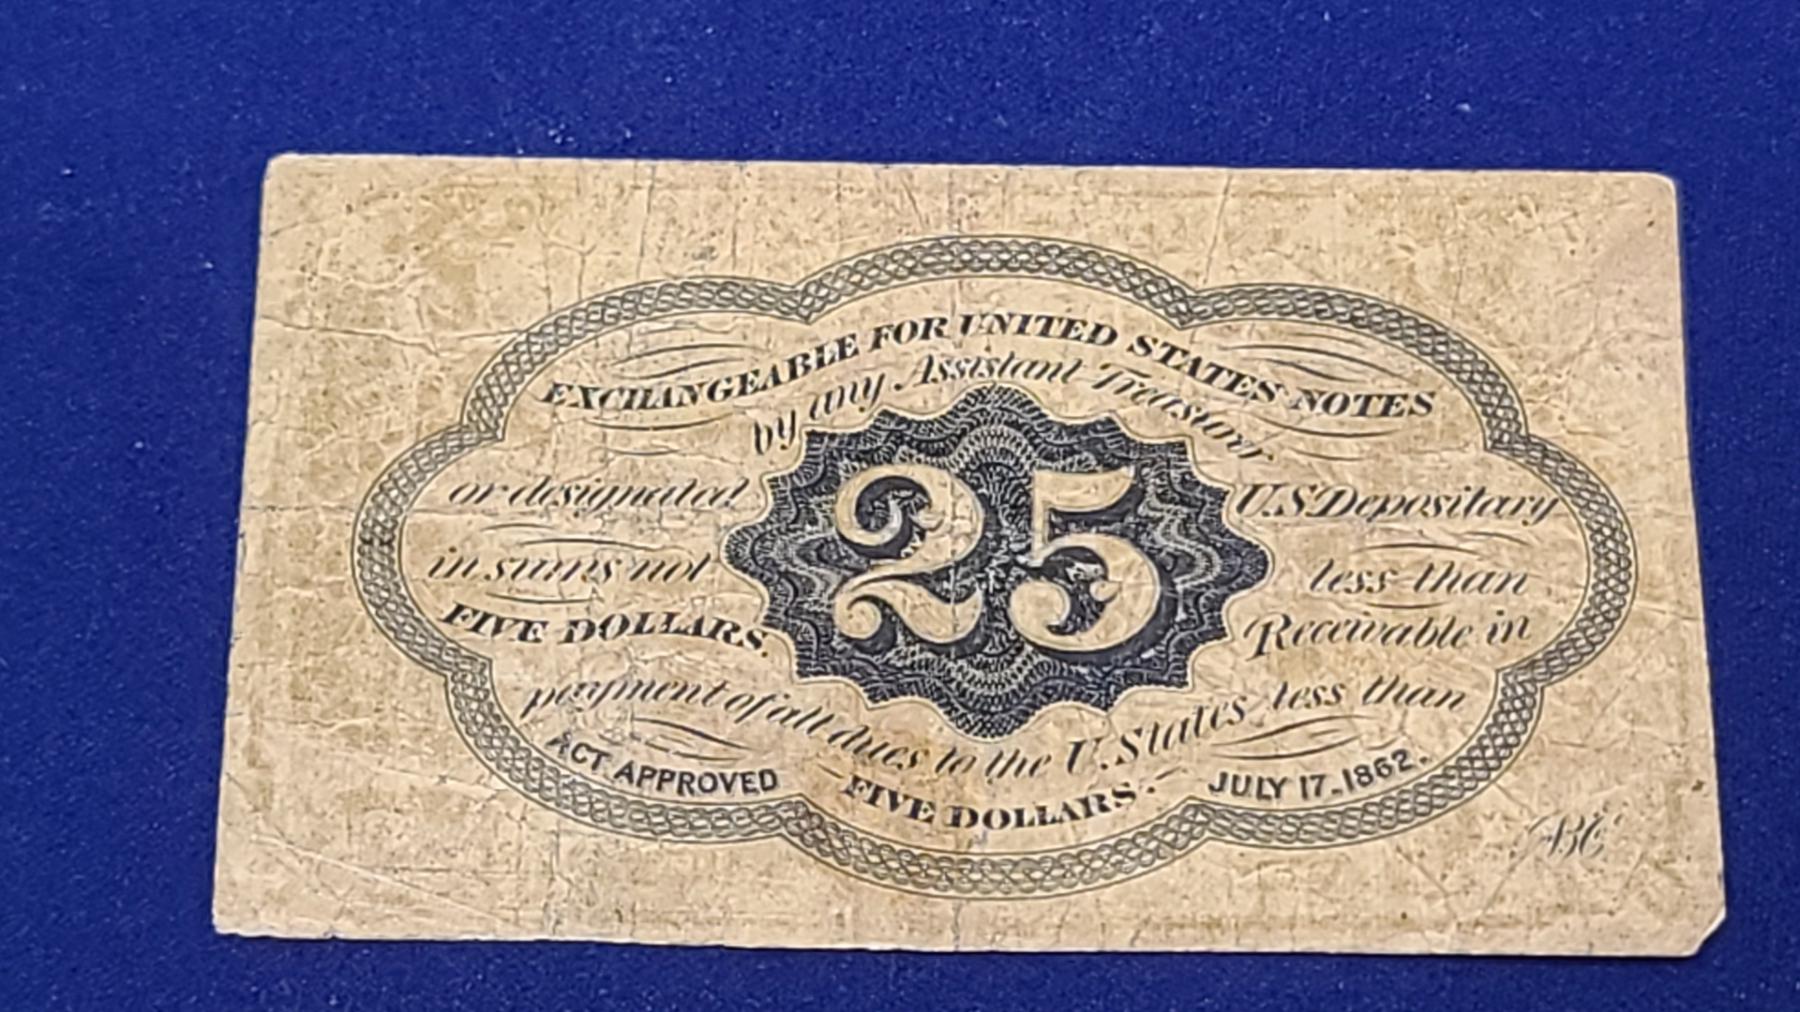 EXCHANGEABLE FOR UNITED STATES NOTES
by any Assistant Treasurer
or designated U.S. Depositary
in sums not less than
FIVE DOLLARS. Receivable in
payment of all dues to the U. States less than
FIVE DOLLARS.
ACT APPROVED JULY 17. 1862.
25
ABC